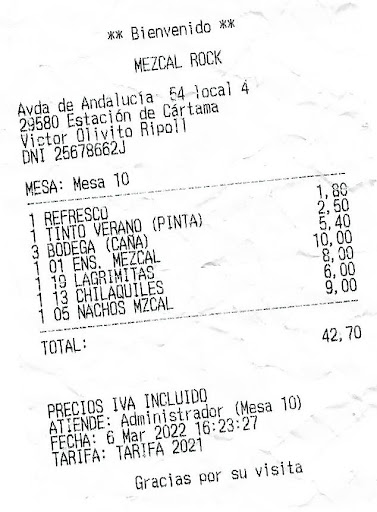 ** Bienvenido **
MEZCAL ROCK
Avda de Andalucía 54 local 4
29580 Estación de Cártama
Victor Olivito Ripoll
DNI 25678662J
MESA: Mesa 10
1 REFRESCO 1,80
1 TINTO VERANO (PINTA) 2,50
3 BODEGA (CAÑA) 5,40
1 01 ENS. MEZCAL 10,00
1 19 LAGRIMITAS 8,00
1 13 CHILAQUILES 6,00
1 05 NACHOS MZCAL 9,00
TOTAL: 42,70
PRECIOS IVA INCLUIDO
ATIENDE: Administrador (Mesa 10)
FECHA: 6 Mar 2022 16:23:27
TARIFA: TARIFA 2021
Gracias por su visita